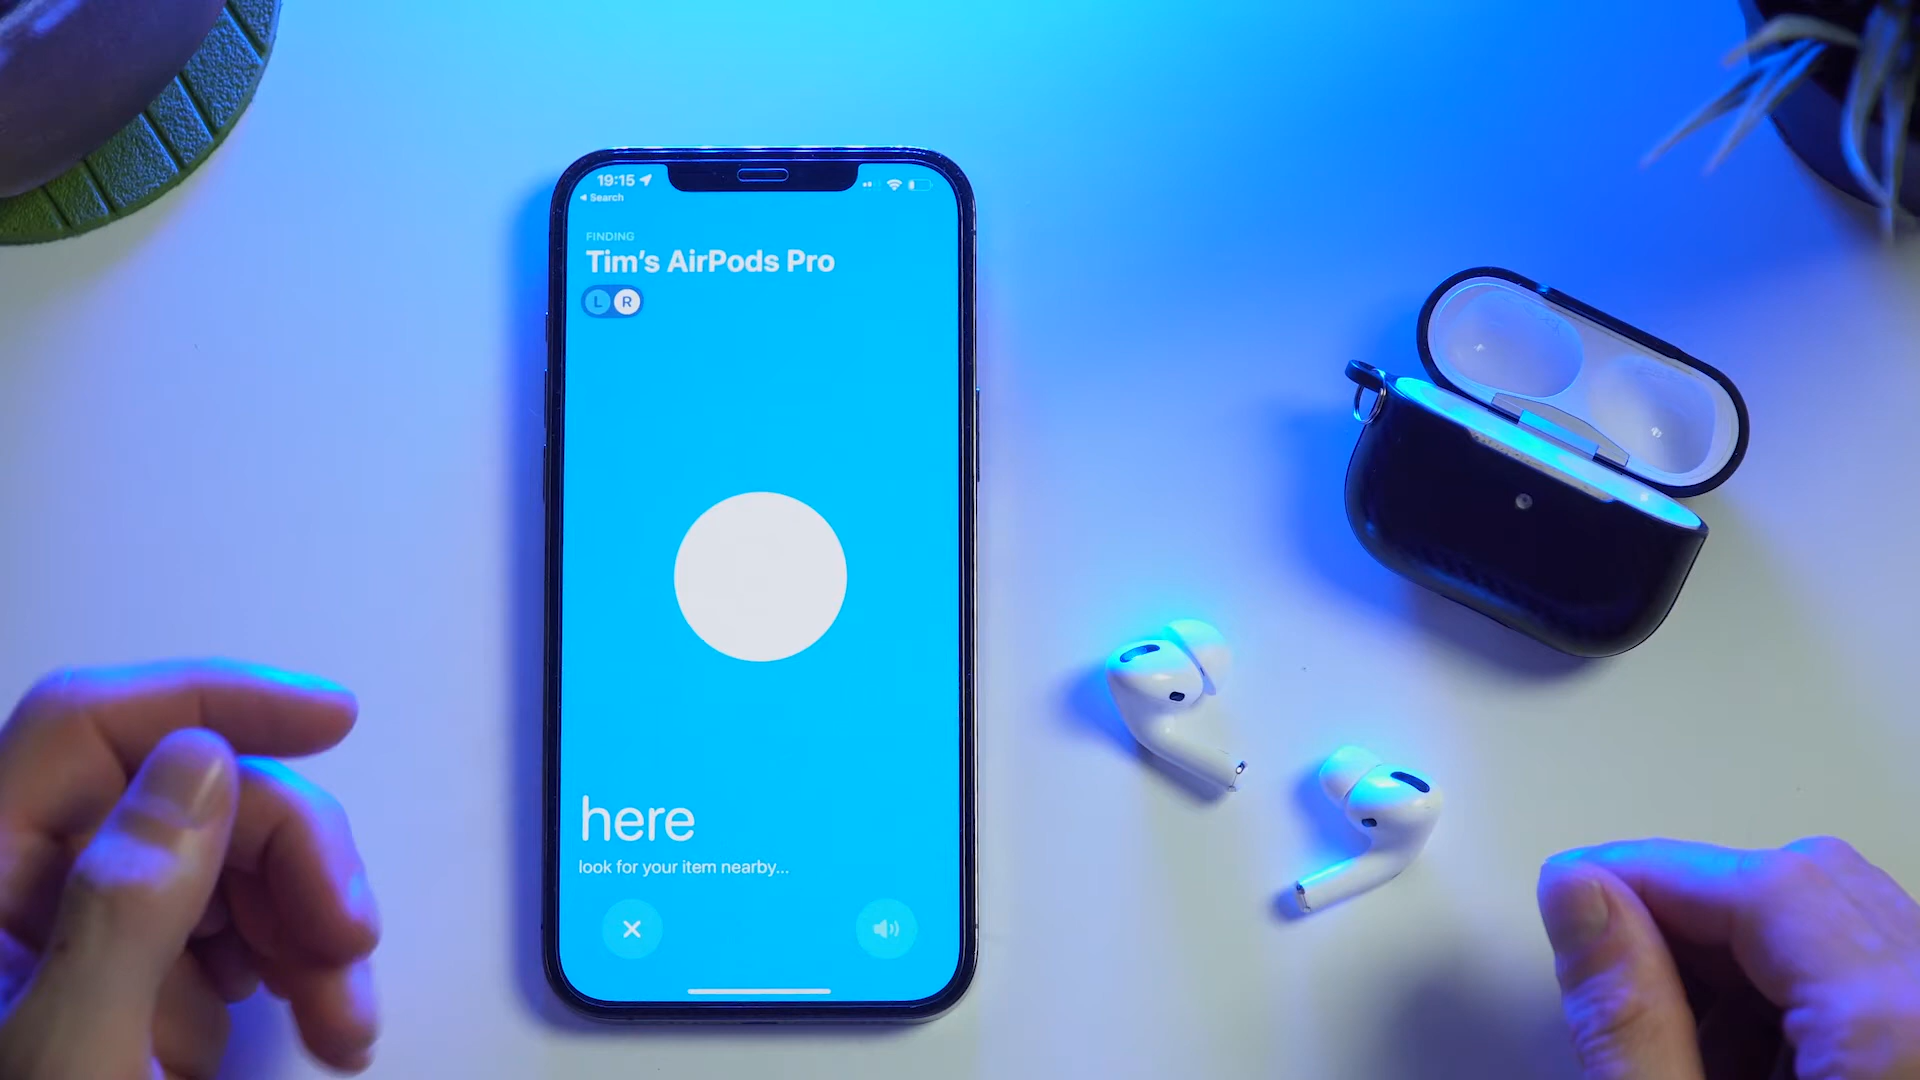 19:15
◀ Search
FINDING
Tim's AirPods Pro
L R
here
look for your item nearby...